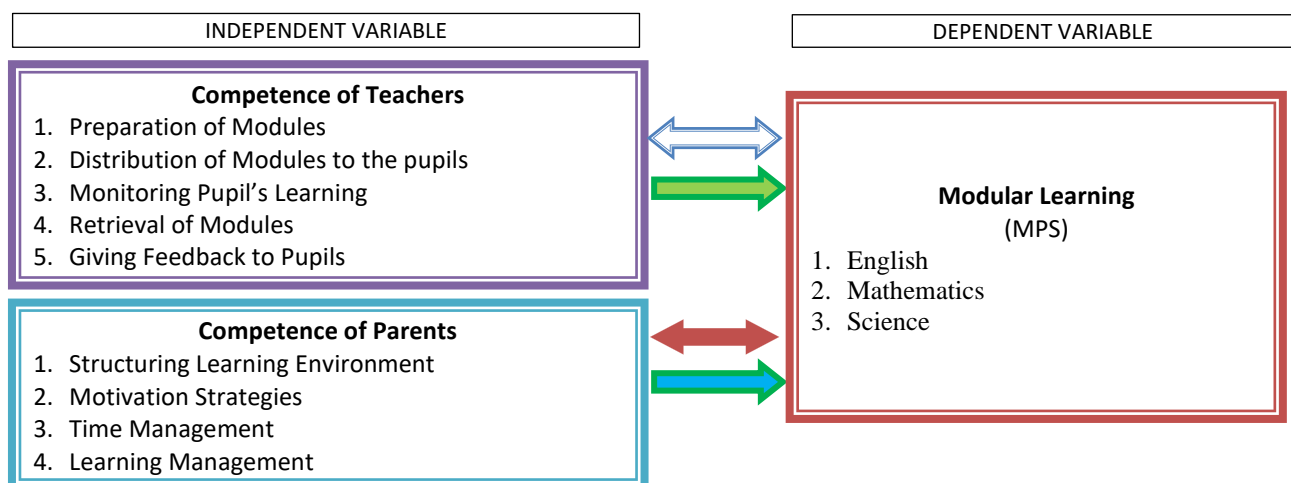 INDEPENDENT VARIABLE
DEPENDENT VARIABLE
Competence of Teachers
1. Preparation of Modules
2. Distribution of Modules to the pupils
3. Monitoring Pupil’s Learning
4. Retrieval of Modules
5. Giving Feedback to Pupils
Competence of Parents
1. Structuring Learning Environment
2. Motivation Strategies
3. Time Management
4. Learning Management
Modular Learning
(MPS)
1. English
2. Mathematics
3. Science